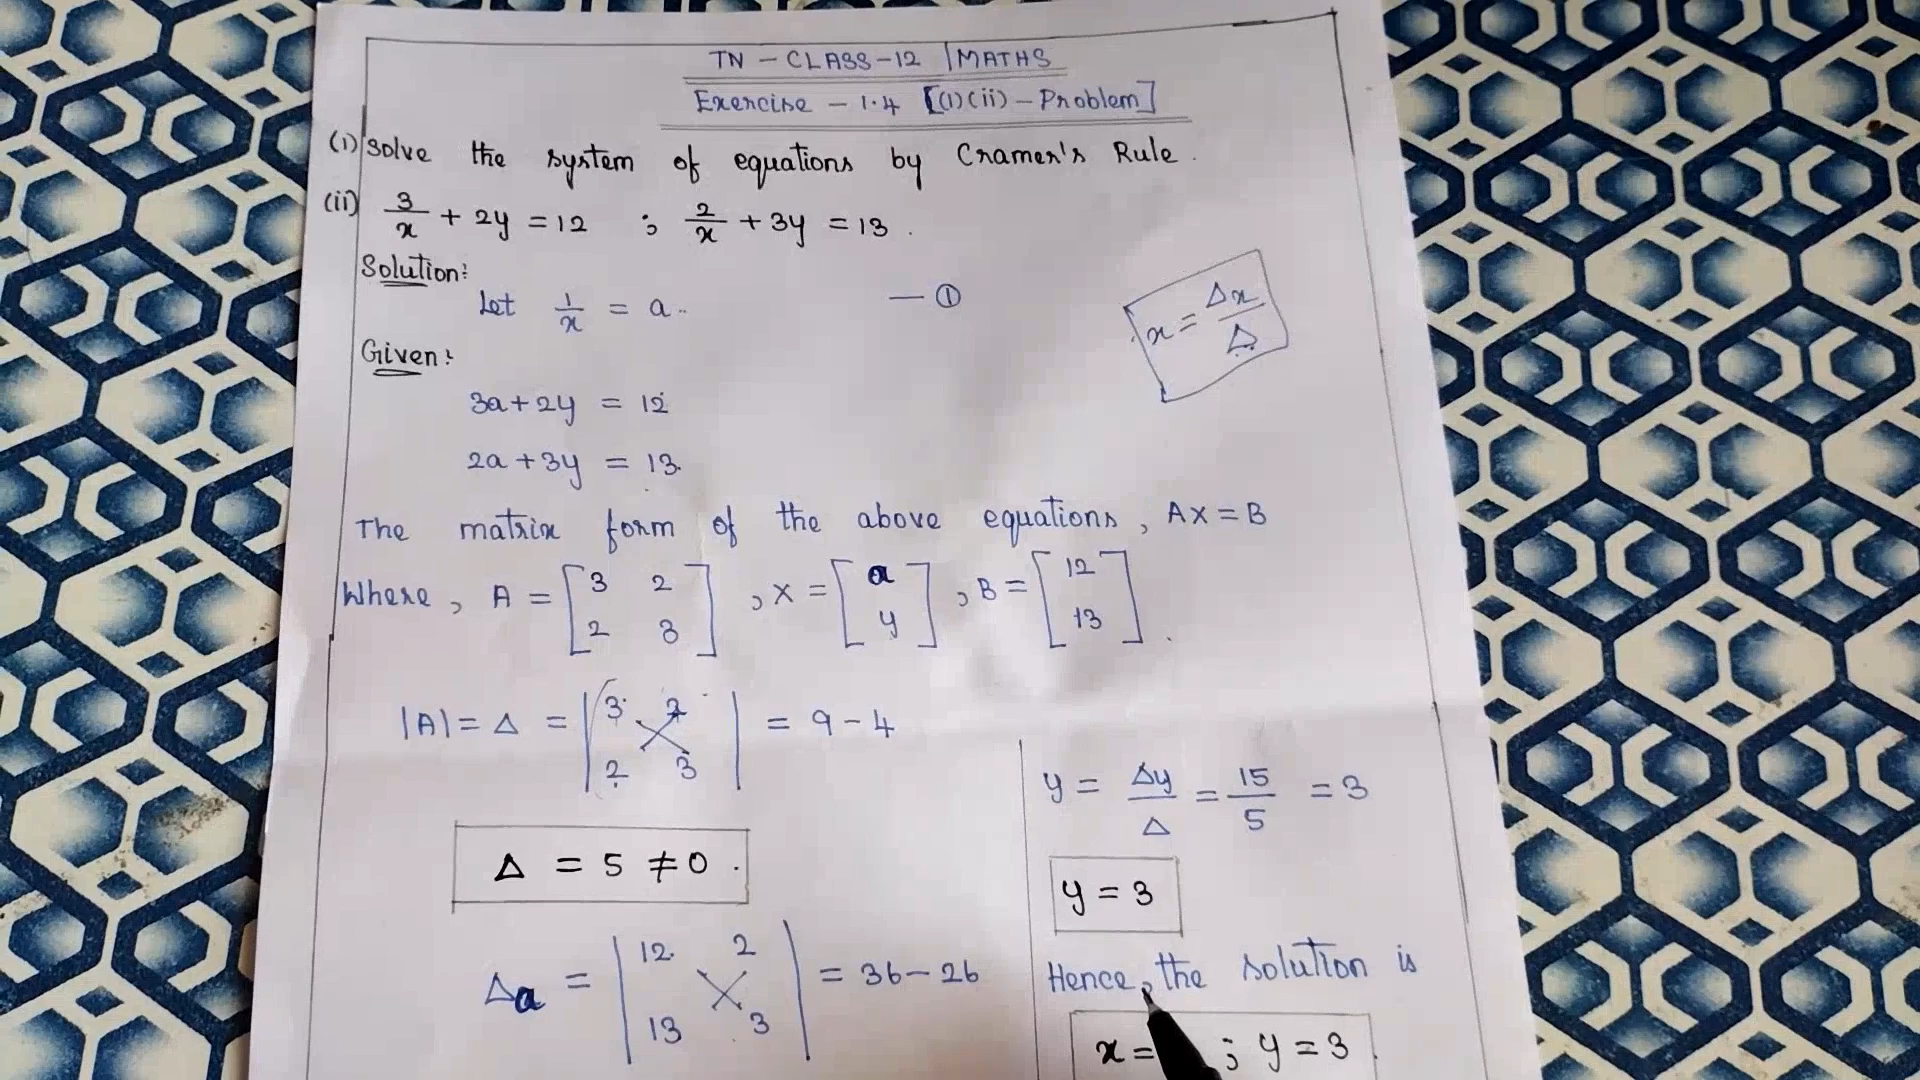 TN - CLASS-12 | MATHS
Exercise - 1.4 [(1)(ii) - Problem]
(1) Solve the system of equations by Cramer's Rule.
(ii) 3/x + 2y = 12 ; 2/x + 3y = 13.
Solution:
Let 1/x = a. — ①
x = Δx/Δ
Given:
3a + 2y = 12
2a + 3y = 13.
The matrix form of the above equations, AX = B
Where, A = [3 2 2 3], X = [a y], B = [12 13].
|A| = Δ = |3 2 2 3| = 9 - 4
Δ = 5 ≠ 0.
Δa = |12 2 13 3| = 36 - 26
y = Δy/Δ = 15/5 = 3
y = 3
Hence, the solution is
x = ; y = 3.